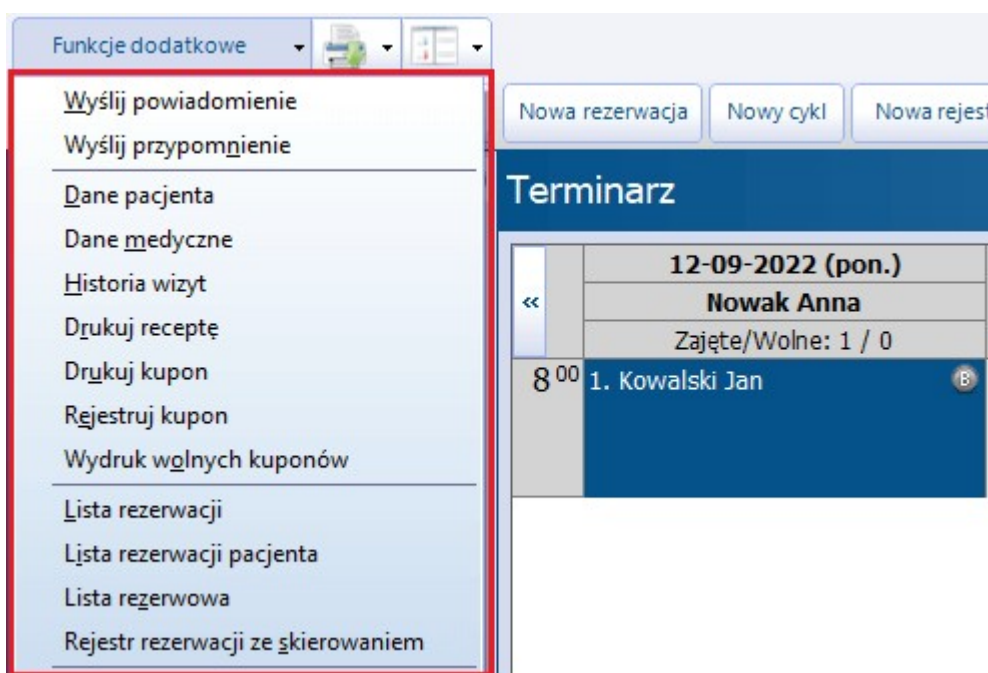 Funkcje dodatkowe
Wyślij powiadomienie
Wyślij przypomnienie
Dane pacjenta
Dane medyczne
Historia wizyt
Drukuj receptę
Drukuj kupon
Rejestruj kupon
Wydruk wolnych kuponów
Lista rezerwacji
Lista rezerwacji pacjenta
Lista rezerwowa
Rejestr rezerwacji ze skierowaniem
Nowa rezerwacja Nowy cykl Nowa rejest
Terminarz
12-09-2022 (pon.)
« Nowak Anna
Zajęte/Wolne: 1 / 0
8 00 1. Kowalski Jan B